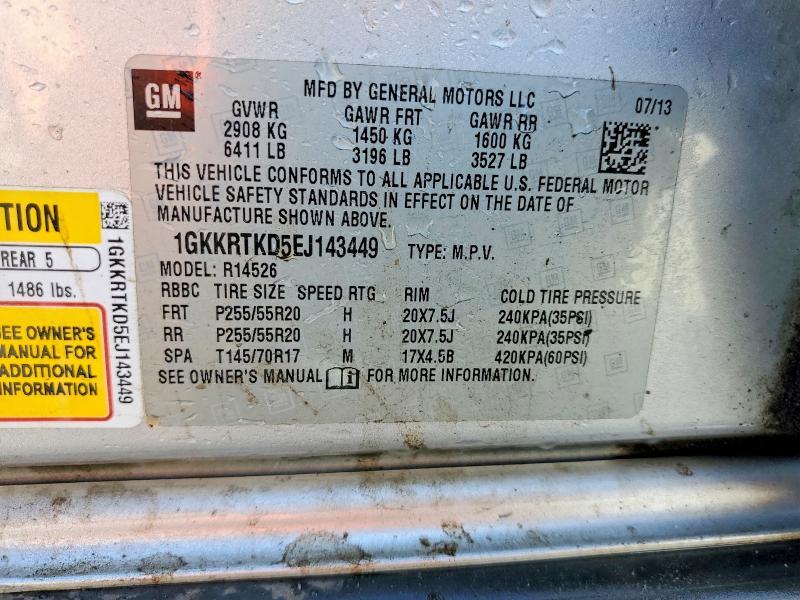 GM
MFD BY GENERAL MOTORS LLC 07/13
GVWR GAWR FRT GAWR RR
2908 KG 1450 KG 1600 KG
6411 LB 3196 LB 3527 LB
THIS VEHICLE CONFORMS TO ALL APPLICABLE U.S. FEDERAL MOTOR
VEHICLE SAFETY STANDARDS IN EFFECT ON THE DATE OF
MANUFACTURE SHOWN ABOVE.
1GKKRTKD5EJ143449 TYPE: M.P.V.
MODEL: R14526
RBBC TIRE SIZE SPEED RTG RIM COLD TIRE PRESSURE
FRT P255/55R20 H 20X7.5J 240KPA(35PSI)
RR P255/55R20 H 20X7.5J 240KPA(35PSI)
SPA T145/70R17 M 17X4.5B 420KPA(60PSI)
SEE OWNER'S MANUAL FOR MORE INFORMATION.
TION
REAR 5
1486 lbs.
SEE OWNER'S
MANUAL FOR
ADDITIONAL
INFORMATION
1GKKRTKD5EJ143449